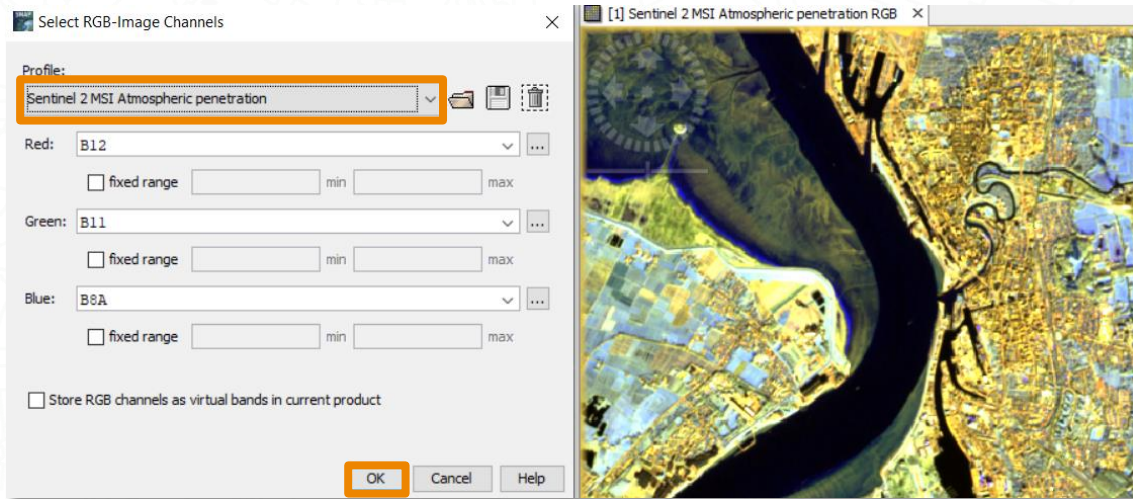 Select RGB-Image Channels
Profile:
Sentinel 2 MSI Atmospheric penetration
Red: B12 ...
fixed range min max
Green: B11 ...
fixed range min max
Blue: B8A ...
fixed range min max
Store RGB channels as virtual bands in current product
OK Cancel Help
[1] Sentinel 2 MSI Atmospheric penetration RGB